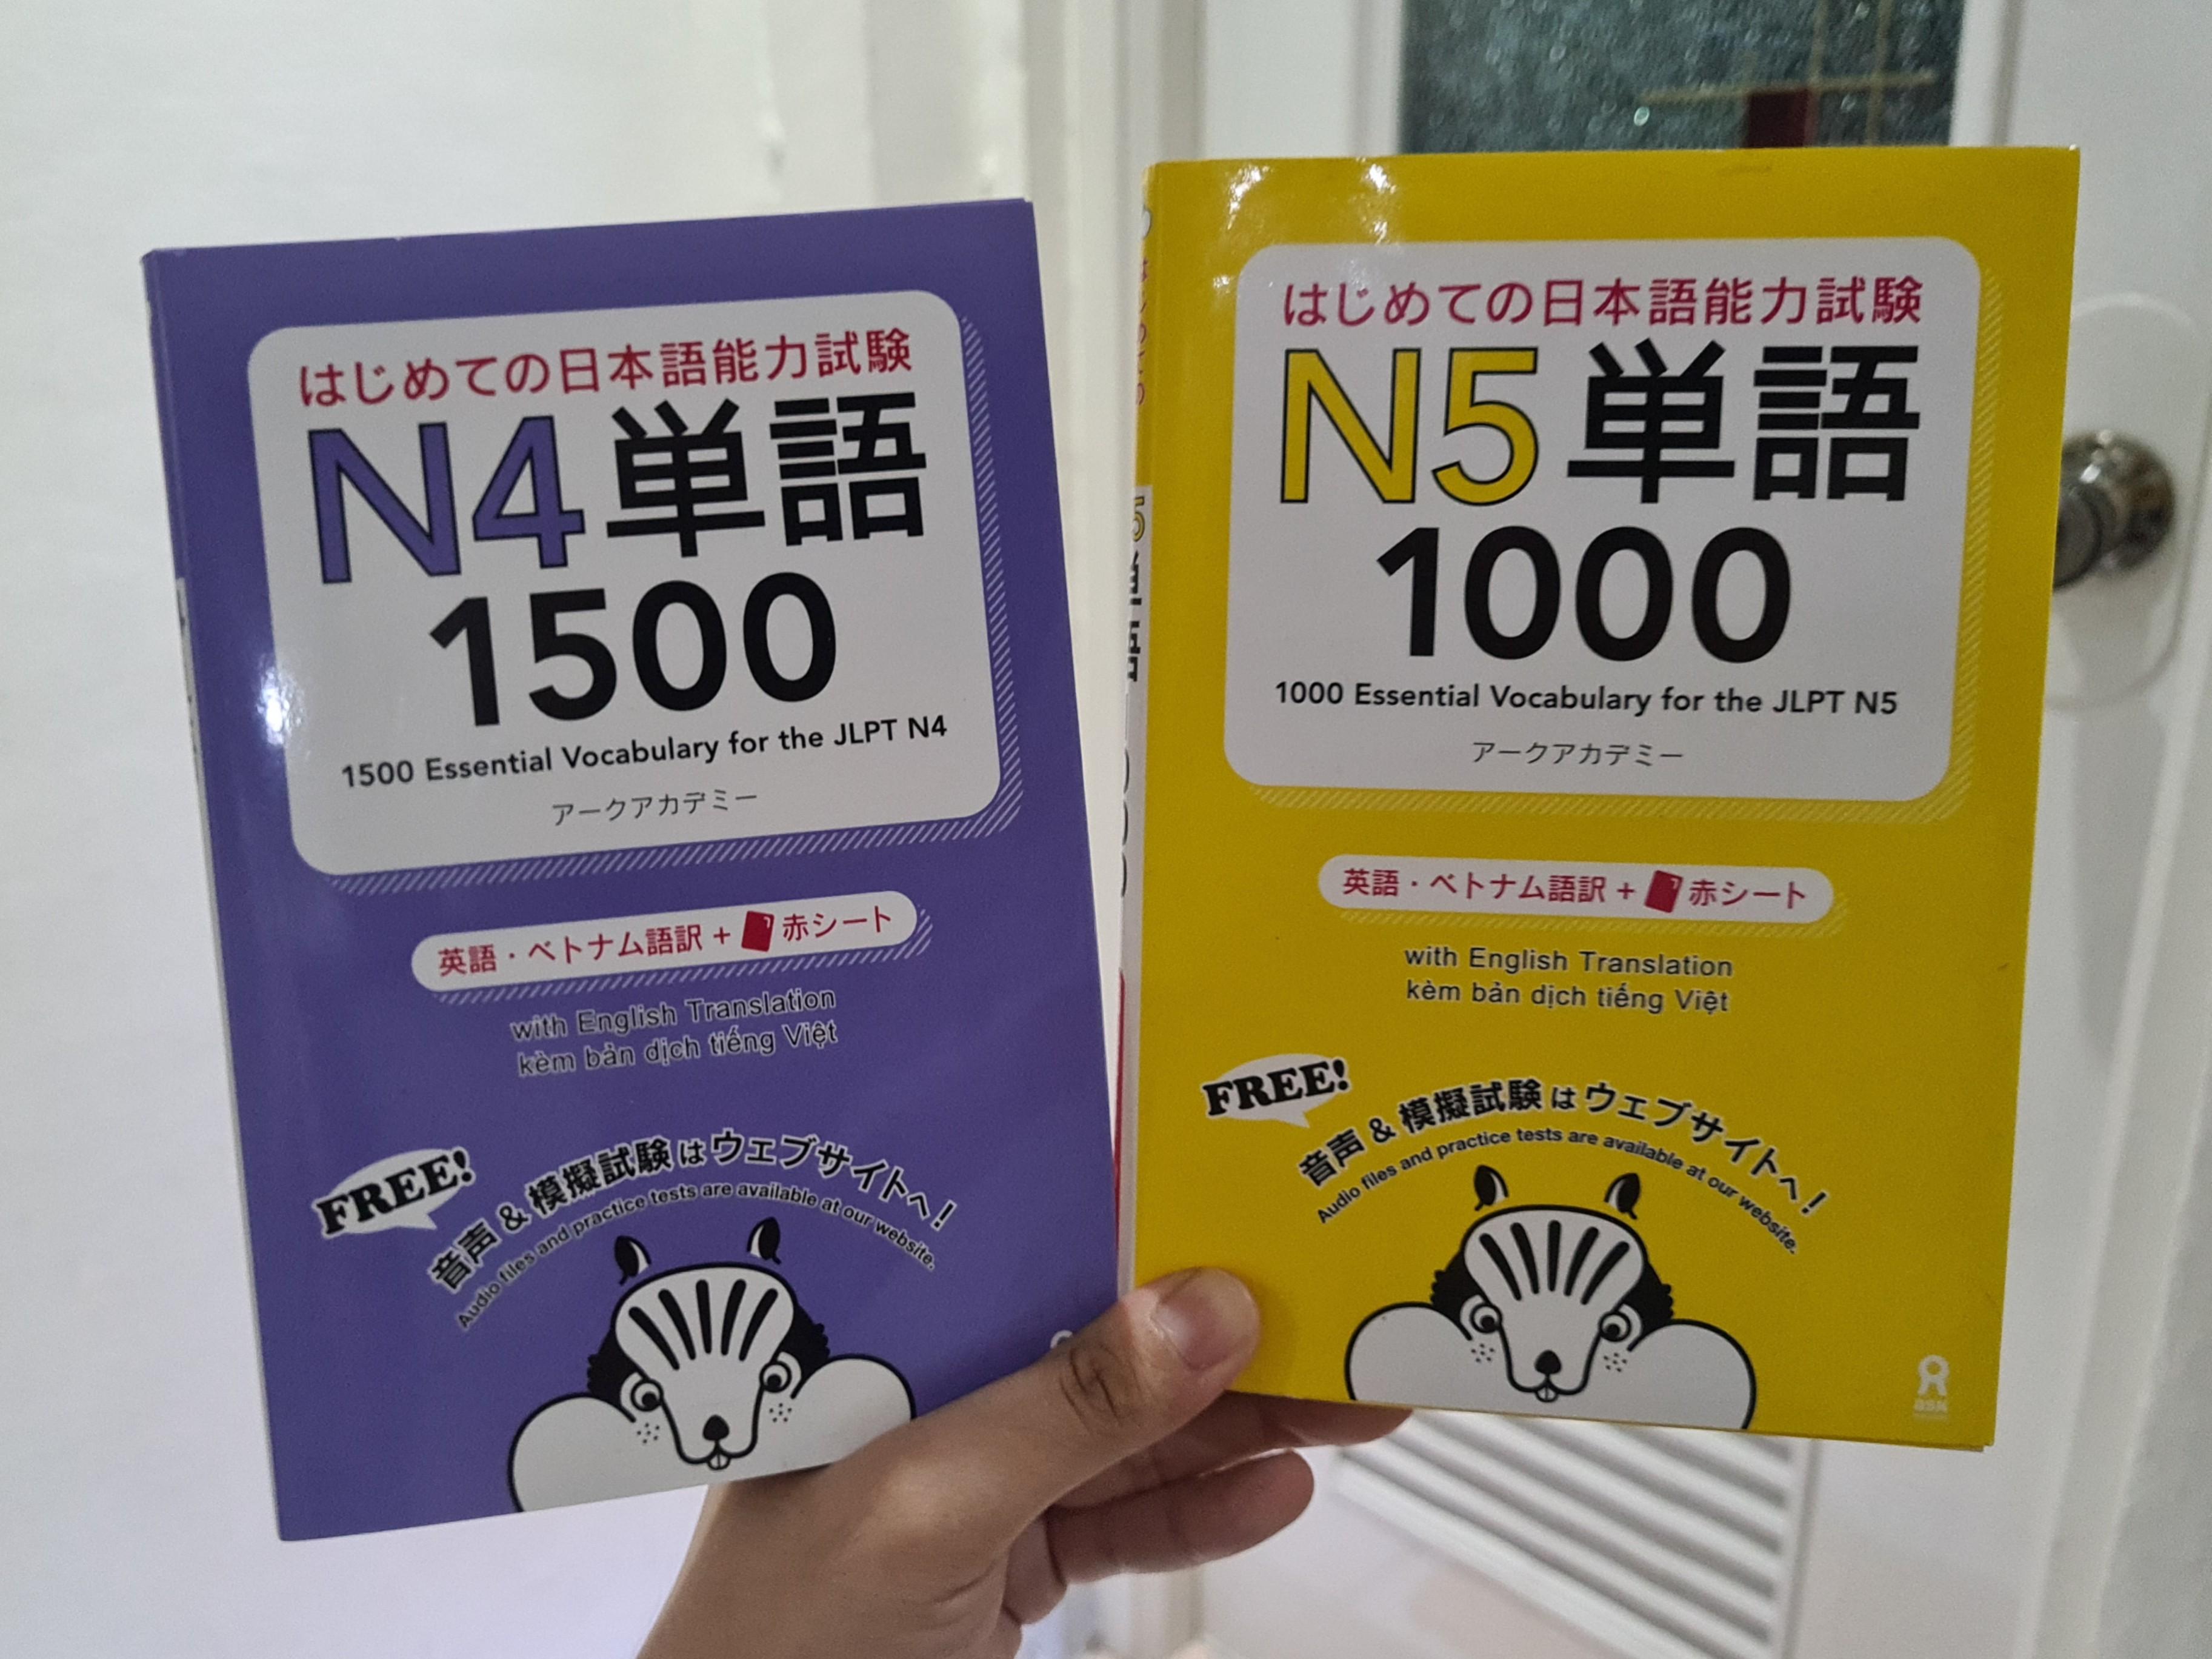 はじめての日本語能力試験
N4単語
1500
1500 Essential Vocabulary for the JLPT N4
アークアカデミー
英語・ベトナム語訳 + 赤シート
with English Translation
kèm bản dịch tiếng Việt
FREE!
音声 & 模擬試験はウェブサイトへ!
Audio files and practice tests are available at our website.
はじめての日本語能力試験
N5単語
1000
1000 Essential Vocabulary for the JLPT N5
アークアカデミー
英語・ベトナム語訳 + 赤シート
with English Translation
kèm bản dịch tiếng Việt
FREE!
音声 & 模擬試験はウェブサイトへ!
Audio files and practice tests are available at our website.
ask